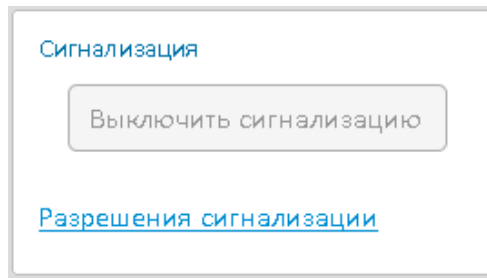 Сигнализация
Выключить сигнализацию
Разрешения сигнализации